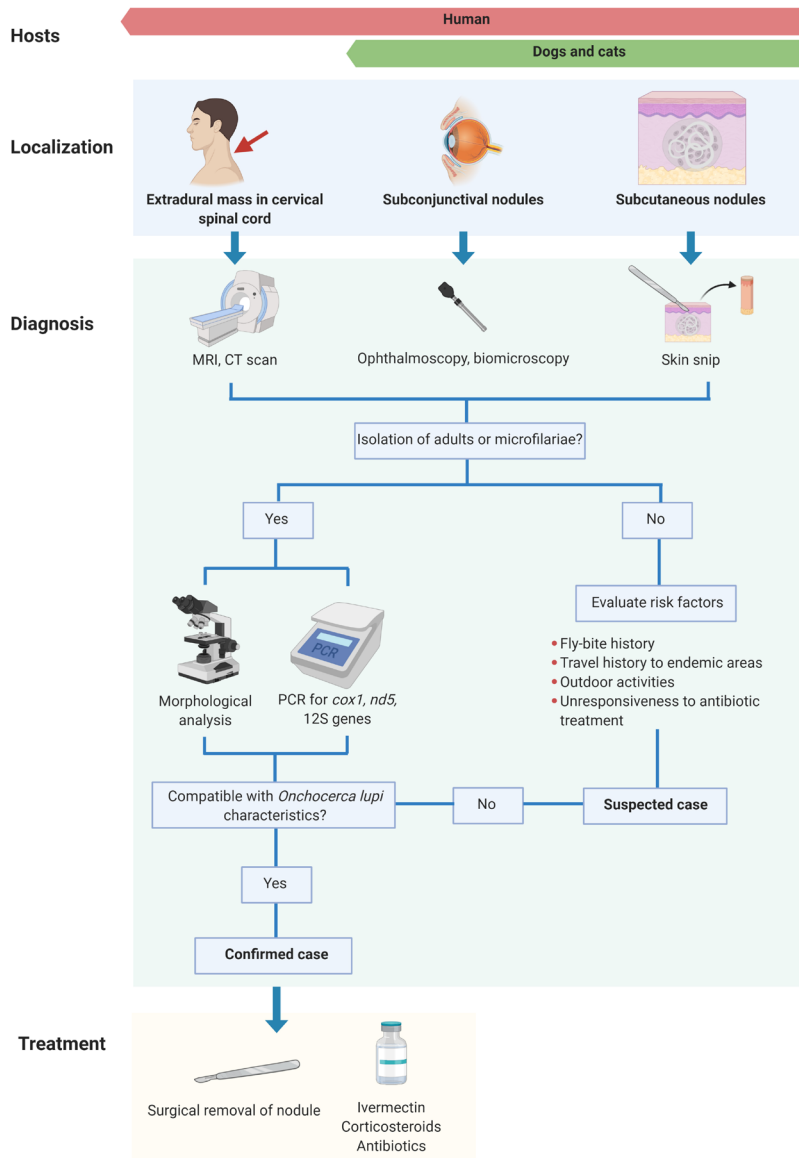 Hosts
Human
Dogs and cats
Localization
Extradural mass in cervical
spinal cord
Subconjunctival nodules
Subcutaneous nodules
Diagnosis
MRI, CT scan
Ophthalmoscopy, biomicroscopy
Skin snip
Isolation of adults or microfilariae?
Yes
No
Evaluate risk factors
• Fly-bite history
• Travel history to endemic areas
• Outdoor activities
• Unresponsiveness to antibiotic
treatment
PCR
Morphological
analysis
PCR for cox1, nd5,
12S genes
Compatible with Onchocerca lupi
characteristics?
No
Suspected case
Yes
Confirmed case
Treatment
Surgical removal of nodule
Ivermectin
Corticosteroids
Antibiotics